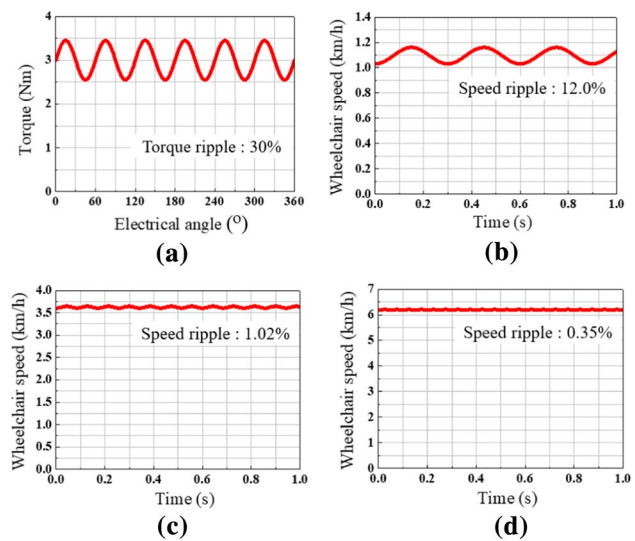 4
3
2
1
0
Torque (Nm)
Torque ripple : 30%
0 60 120 180 240 300 360
Electrical angle (°)
(a)
1.4
1.2
1.0
0.8
0.6
0.4
0.2
0.0
Wheelchair speed (km/h)
Speed ripple : 12.0%
0.0 0.2 0.4 0.6 0.8 1.0
Time (s)
(b)
4.0
3.5
3.0
2.5
2.0
1.5
1.0
0.5
0.0
Wheelchair speed (km/h)
Speed ripple : 1.02%
0.0 0.2 0.4 0.6 0.8 1.0
Time (s)
(c)
7
6
5
4
3
2
1
0
Wheelchair speed (km/h)
Speed ripple : 0.35%
0.0 0.2 0.4 0.6 0.8 1.0
Time (s)
(d)